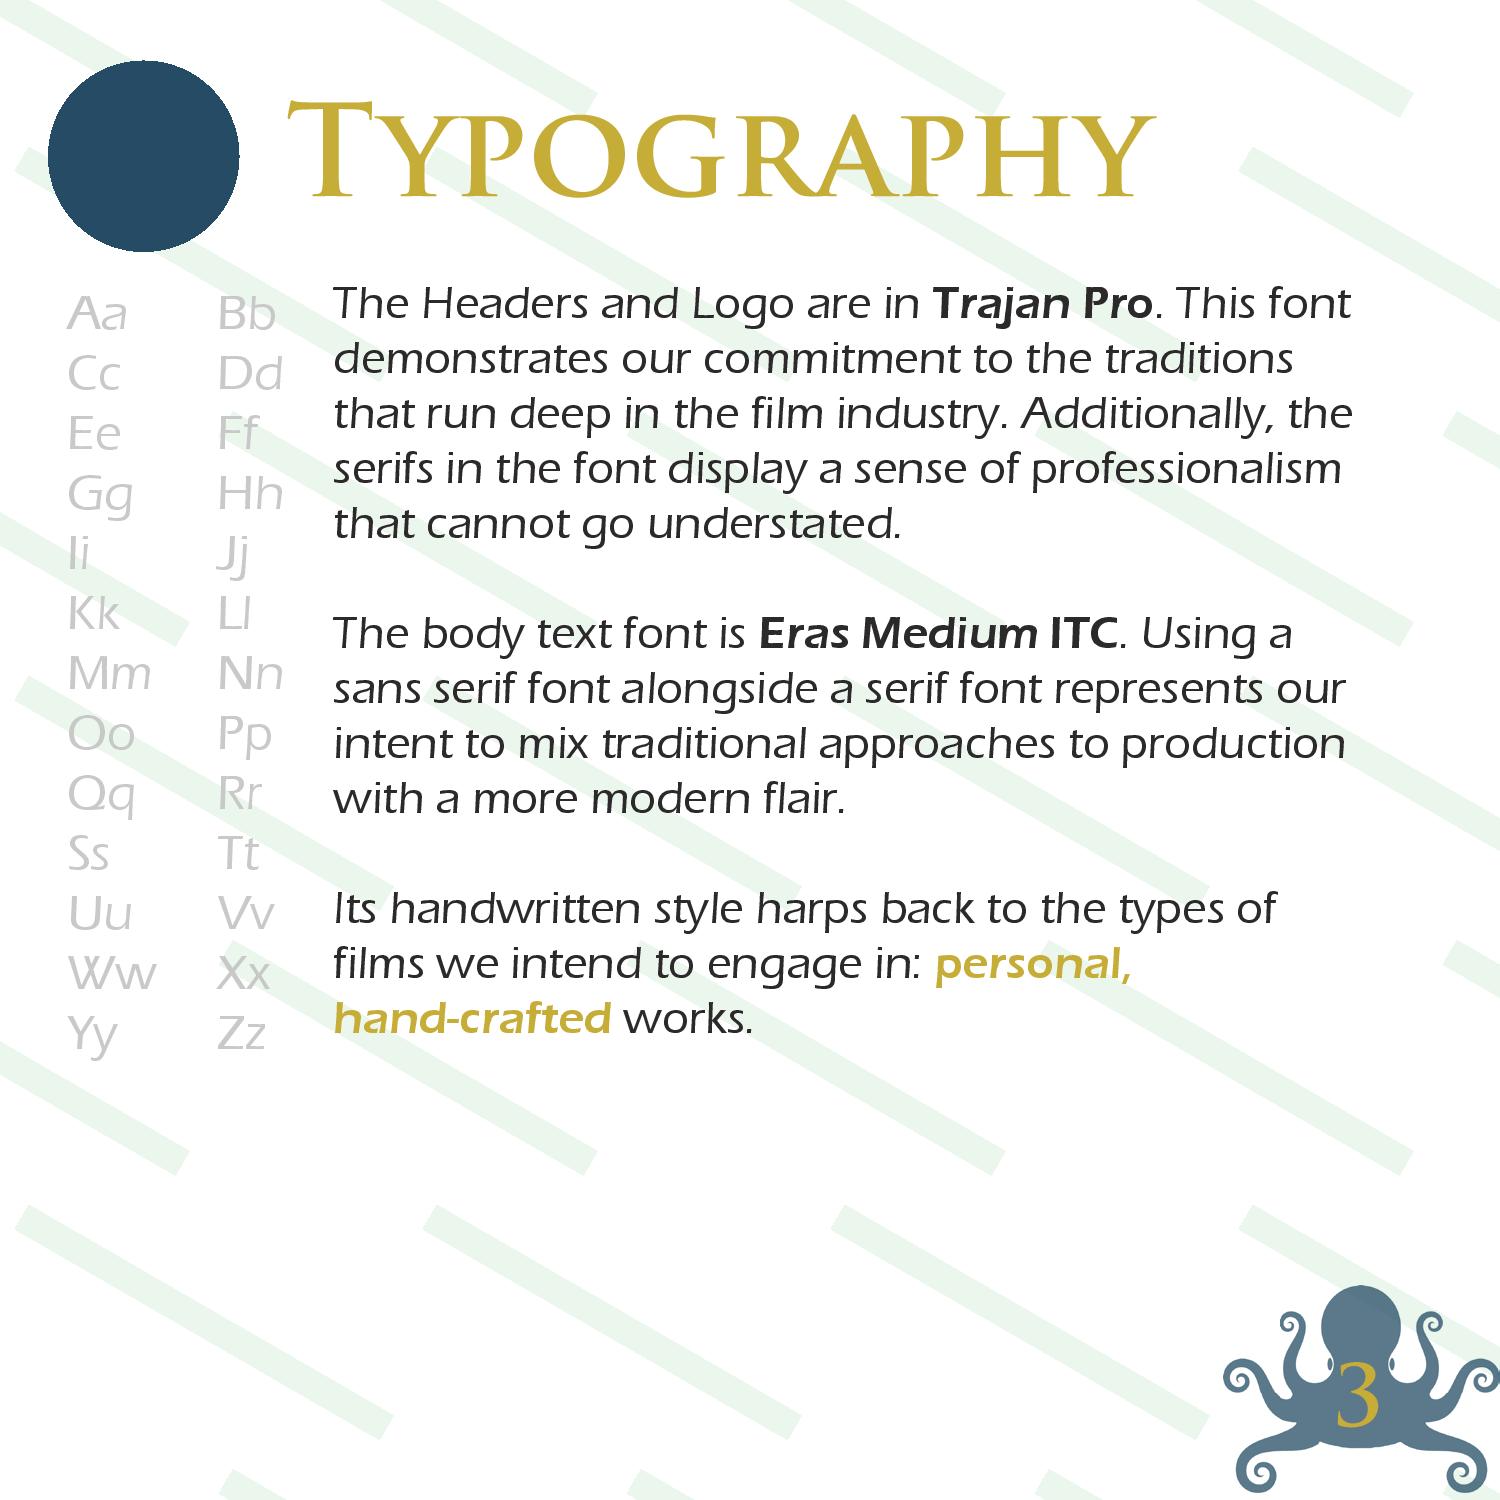 Typography
Aa Bb
Cc Dd
Ee Ff
Gg Hh
Ii Jj
Kk Ll
Mm Nn
Oo Pp
Qq Rr
Ss Tt
Uu Vv
Ww Xx
Yy Zz
The Headers and Logo are in Trajan Pro. This font
demonstrates our commitment to the traditions
that run deep in the film industry. Additionally, the
serifs in the font display a sense of professionalism
that cannot go understated.
The body text font is Eras Medium ITC. Using a
sans serif font alongside a serif font represents our
intent to mix traditional approaches to production
with a more modern flair.
Its handwritten style harps back to the types of
films we intend to engage in: personal,
hand-crafted works.
3